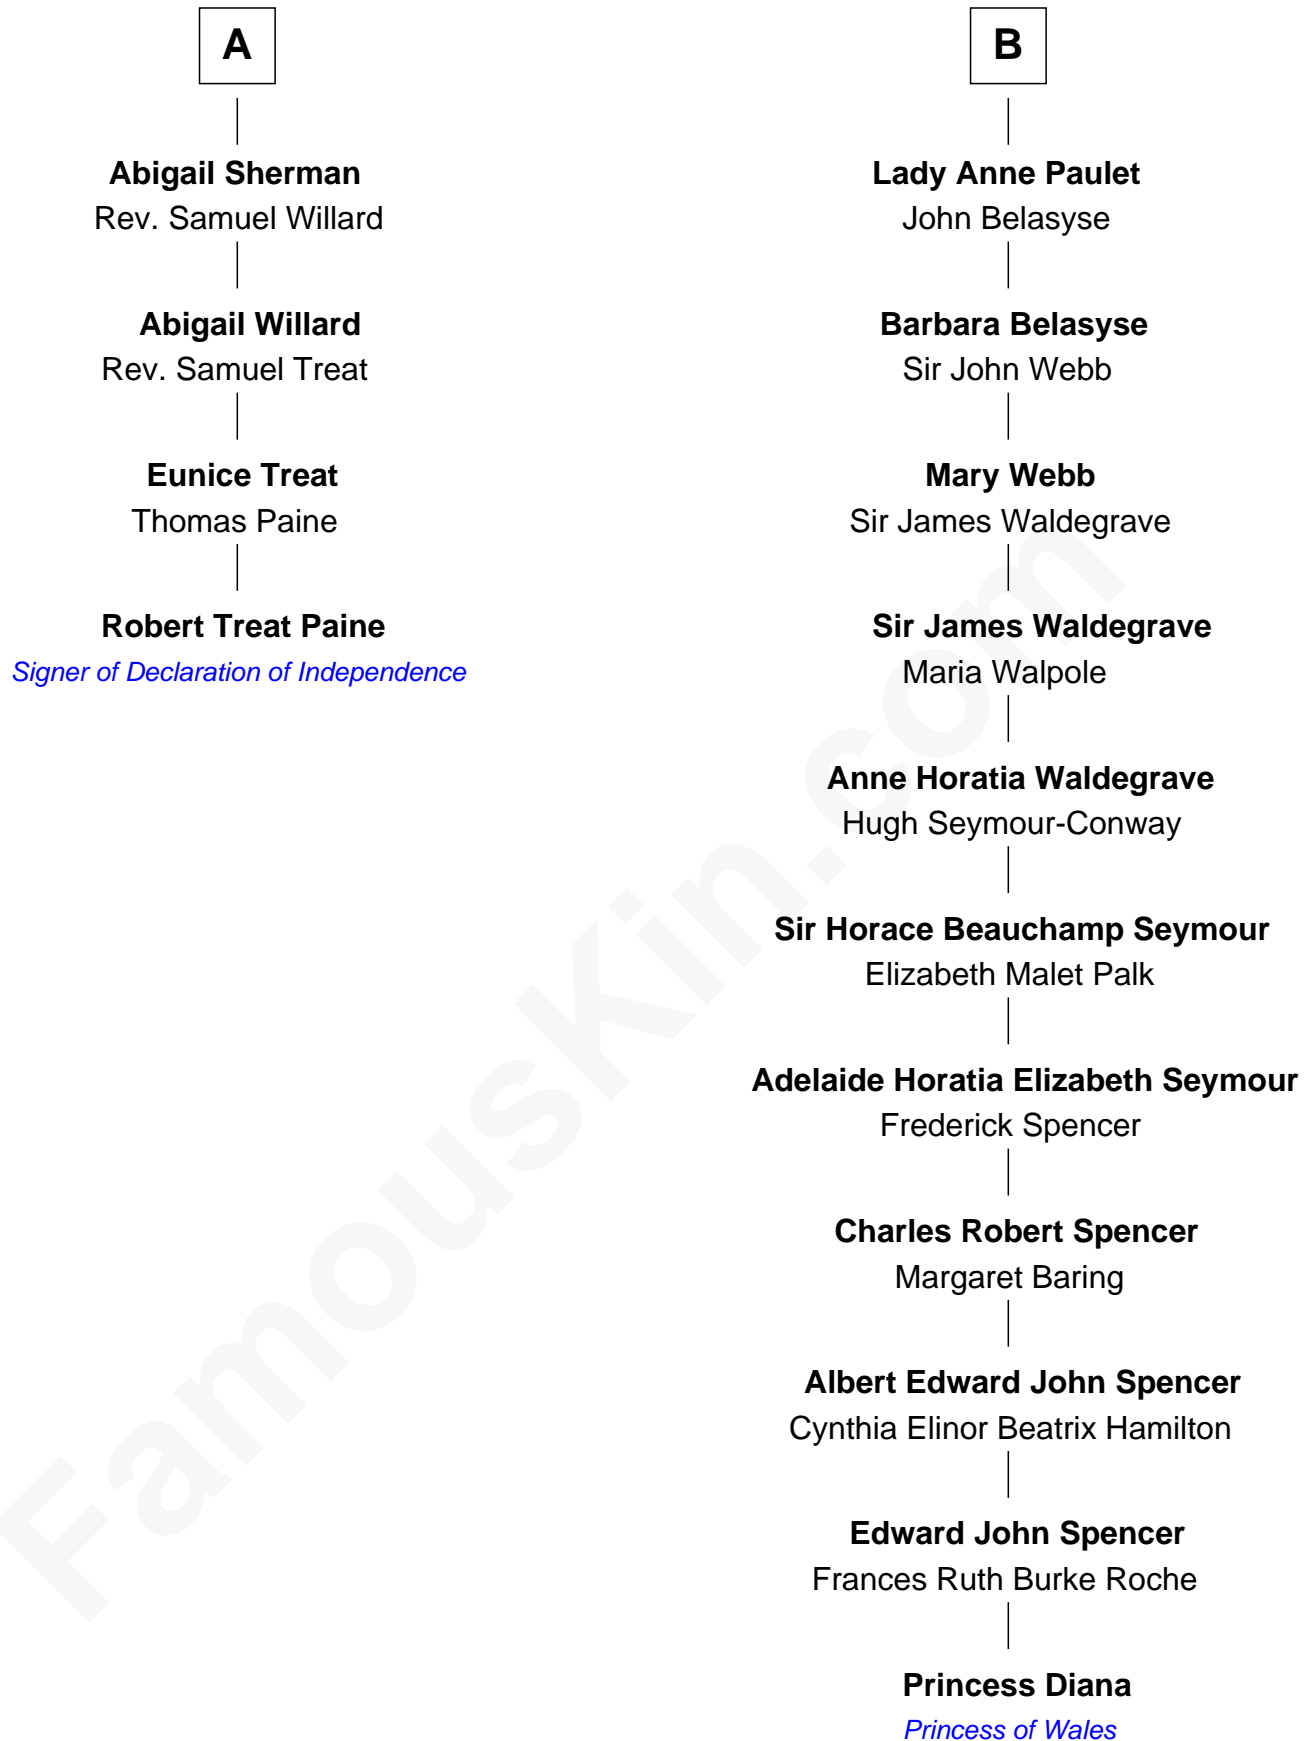 A
Abigail Sherman
Rev. Samuel Willard
Abigail Willard
Rev. Samuel Treat
Eunice Treat
Thomas Paine
Robert Treat Paine
Signer of Declaration of Independence
B
Lady Anne Paulet
John Belasyse
Barbara Belasyse
Sir John Webb
Mary Webb
Sir James Waldegrave
Sir James Waldegrave
Maria Walpole
Anne Horatia Waldegrave
Hugh Seymour-Conway
Sir Horace Beauchamp Seymour
Elizabeth Malet Palk
Adelaide Horatia Elizabeth Seymour
Frederick Spencer
Charles Robert Spencer
Margaret Baring
Albert Edward John Spencer
Cynthia Elinor Beatrix Hamilton
Edward John Spencer
Frances Ruth Burke Roche
Princess Diana
Princess of Wales
FamousKin.com